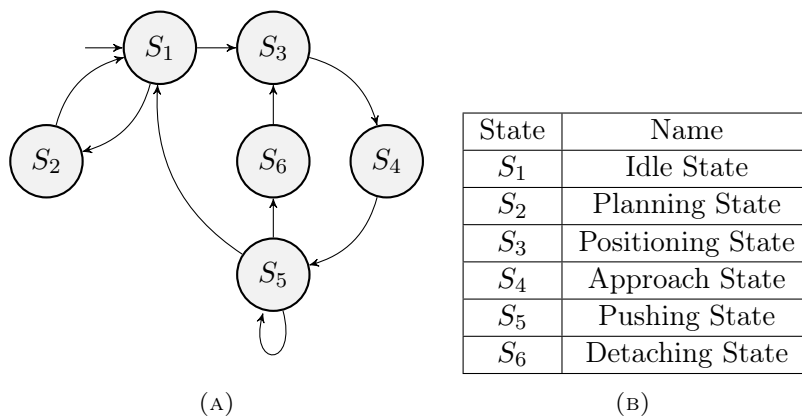 S1 S3
S2 S6 S4
S5
State Name
S1 Idle State
S2 Planning State
S3 Positioning State
S4 Approach State
S5 Pushing State
S6 Detaching State
(A) (B)